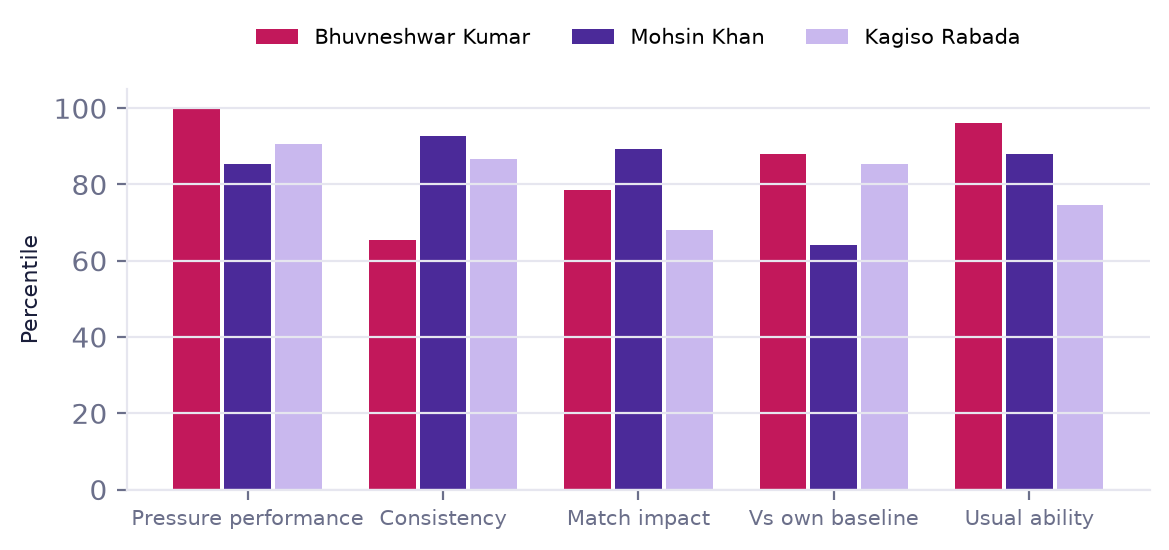 Bhuvneshwar Kumar Mohsin Khan Kagiso Rabada
100
80
60
40
20
0
Percentile
Pressure performance Consistency Match impact Vs own baseline Usual ability